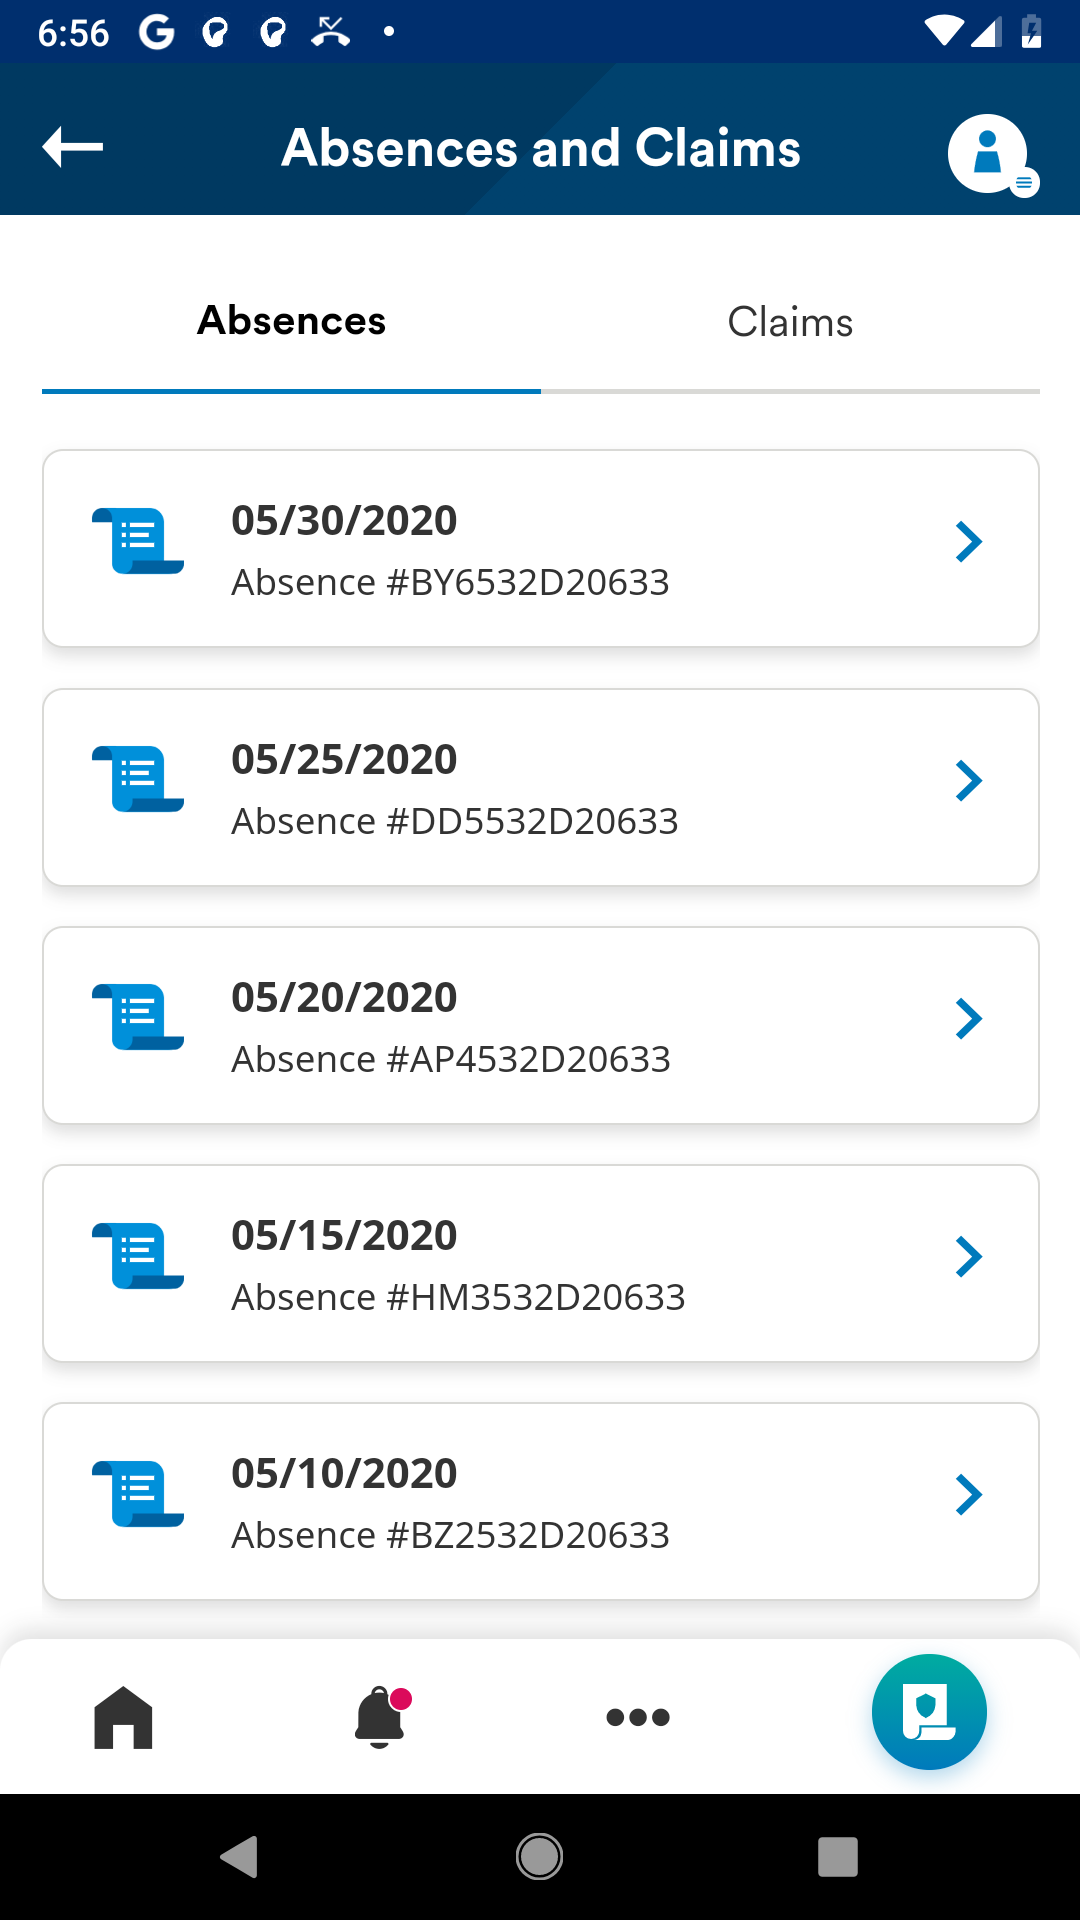 6:56
Absences and Claims
Absences
Claims
05/30/2020
Absence #BY6532D20633
05/25/2020
Absence #DD5532D20633
05/20/2020
Absence #AP4532D20633
05/15/2020
Absence #HM3532D20633
05/10/2020
Absence #BZ2532D20633